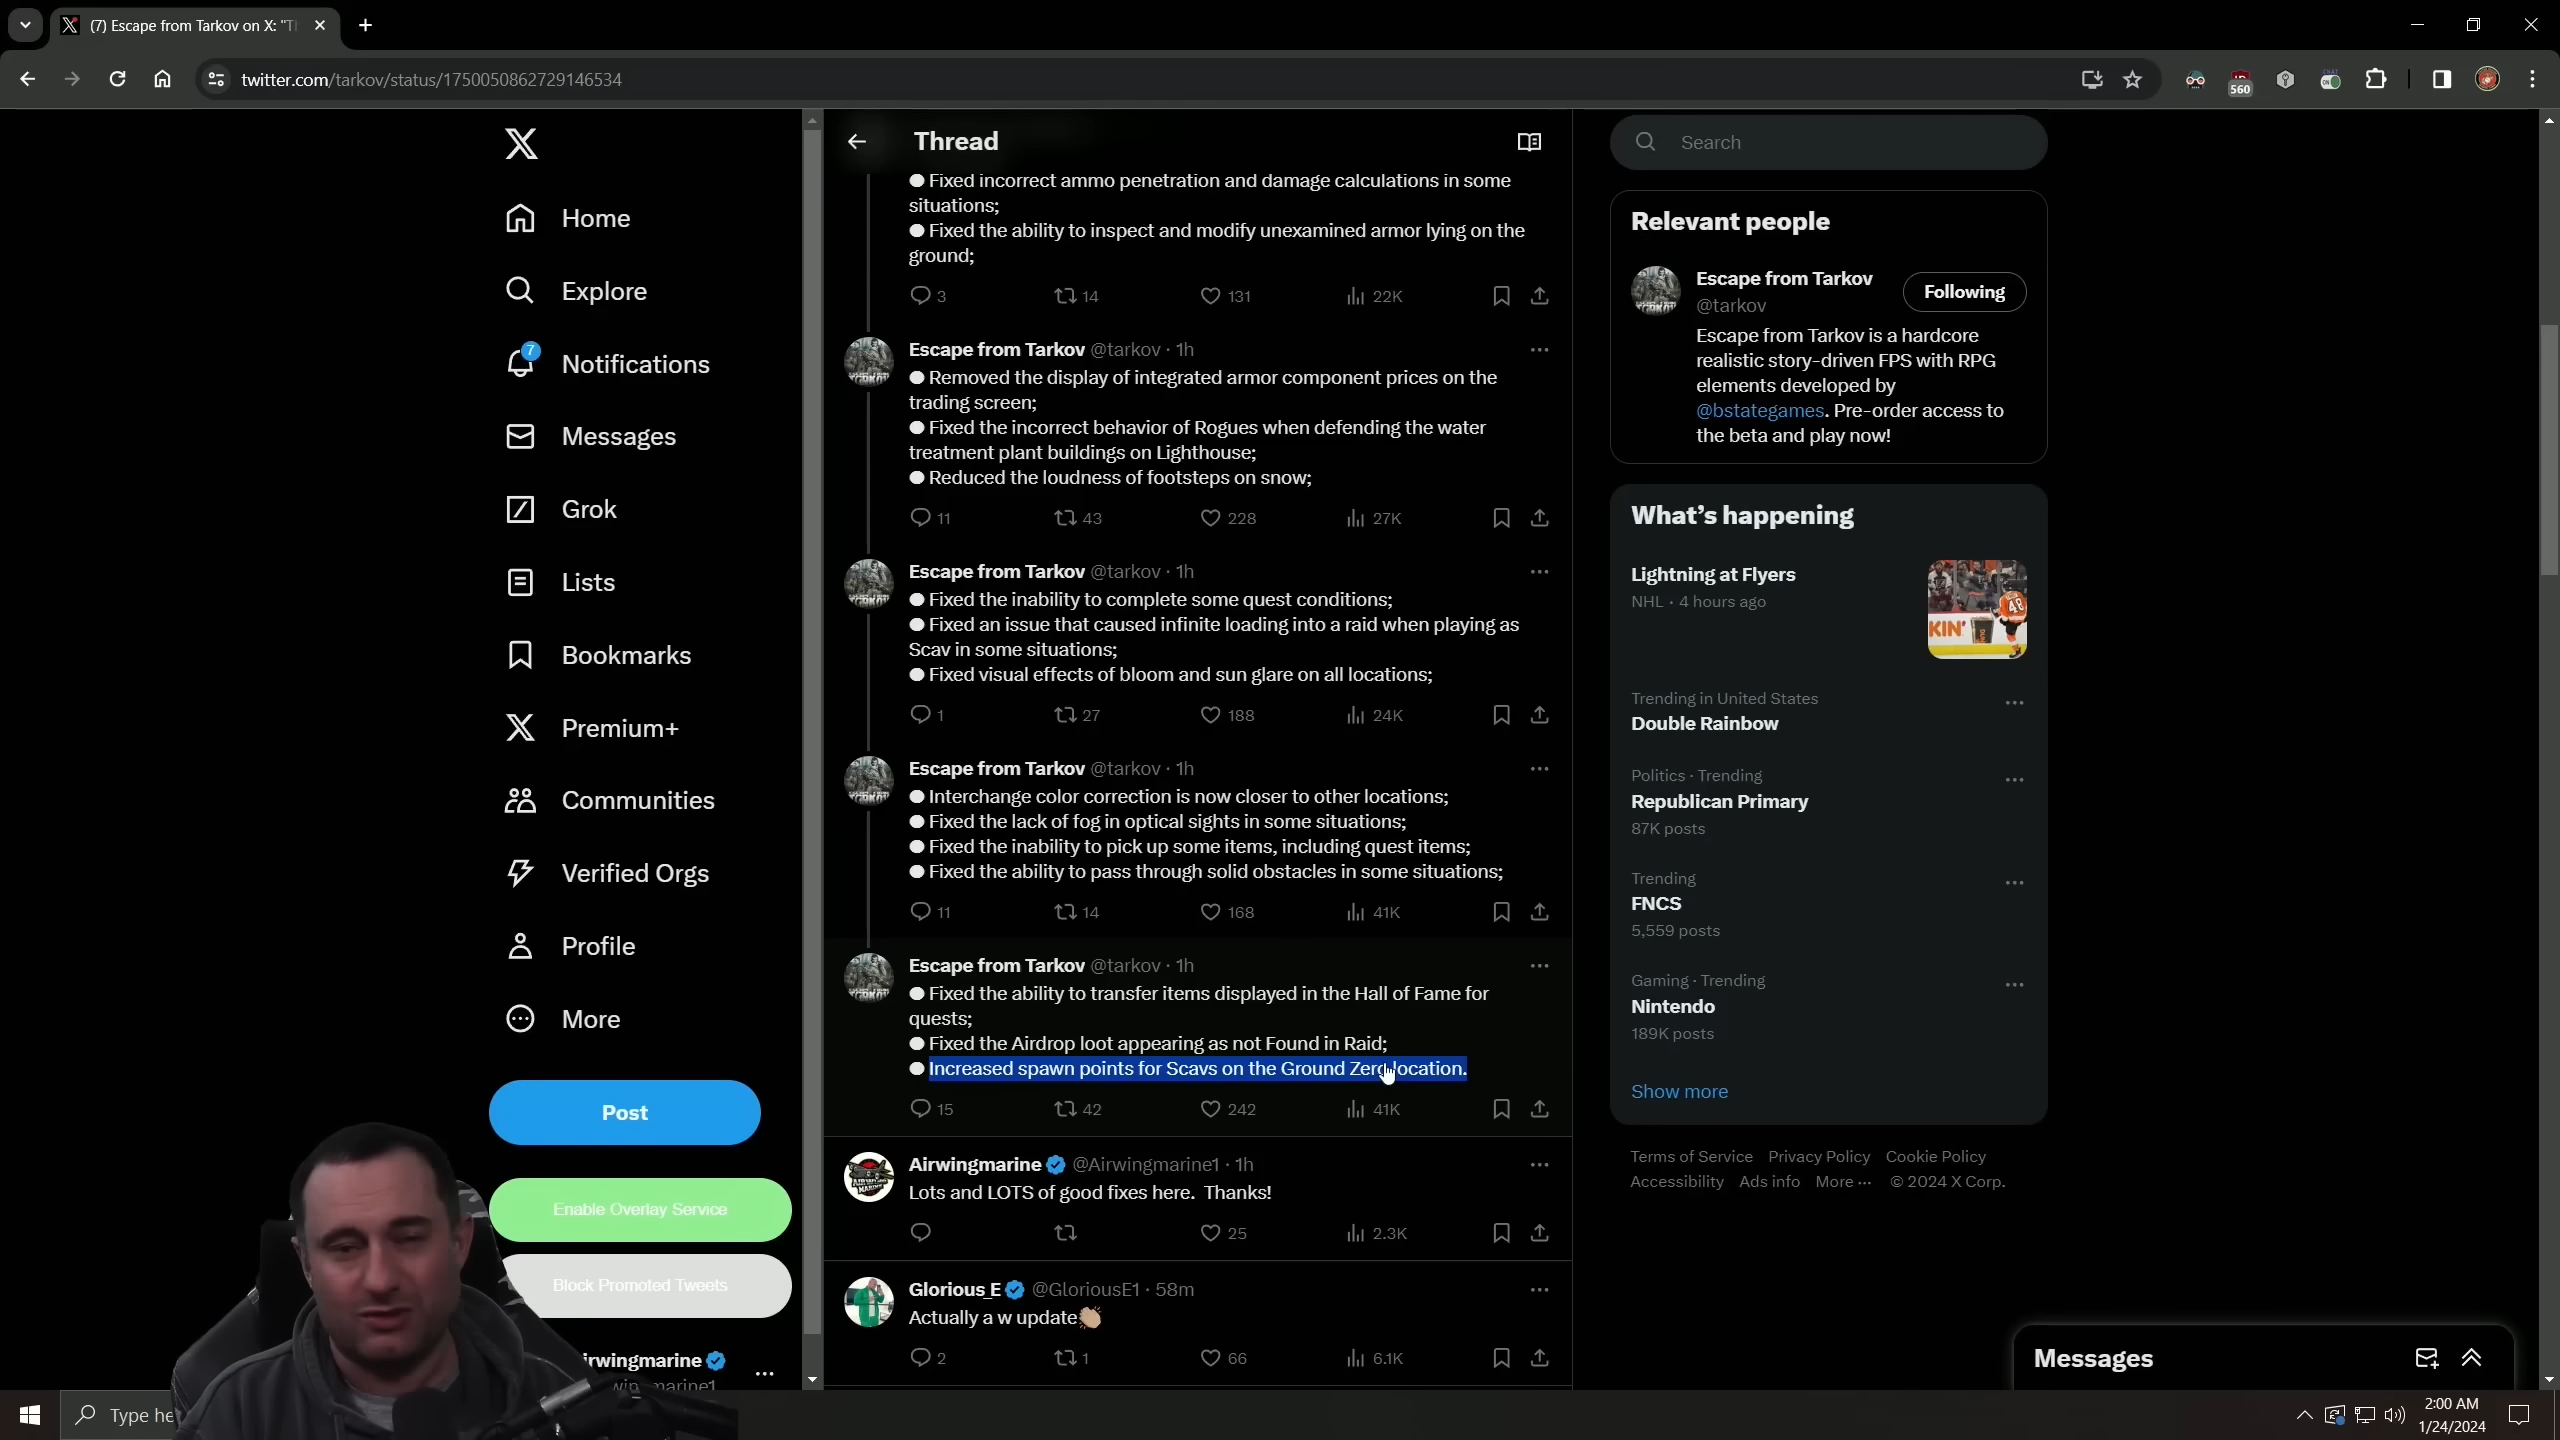 (7) Escape from Tarkov on X: "Th
twitter.com/tarkov/status/1750050862729146534
560
Home
Explore
7
Notifications
Messages
Grok
Lists
Bookmarks
Premium+
Communities
Verified Orgs
Profile
More
Post
Enable Overlay Service
Block Promoted Tweets
irwingmarine
Thread
● Fixed incorrect ammo penetration and damage calculations in some
situations;
● Fixed the ability to inspect and modify unexamined armor lying on the
ground;
3 14 131 22K
Escape from Tarkov @tarkov · 1h
● Removed the display of integrated armor component prices on the
trading screen;
● Fixed the incorrect behavior of Rogues when defending the water
treatment plant buildings on Lighthouse;
● Reduced the loudness of footsteps on snow;
11 43 228 27K
Escape from Tarkov @tarkov · 1h
● Fixed the inability to complete some quest conditions;
● Fixed an issue that caused infinite loading into a raid when playing as
Scav in some situations;
● Fixed visual effects of bloom and sun glare on all locations;
1 27 188 24K
Escape from Tarkov @tarkov · 1h
● Interchange color correction is now closer to other locations;
● Fixed the lack of fog in optical sights in some situations;
● Fixed the inability to pick up some items, including quest items;
● Fixed the ability to pass through solid obstacles in some situations;
11 14 168 41K
Escape from Tarkov @tarkov · 1h
● Fixed the ability to transfer items displayed in the Hall of Fame for
quests;
● Fixed the Airdrop loot appearing as not Found in Raid;
● Increased spawn points for Scavs on the Ground Zero location.
15 42 242 41K
Airwingmarine @Airwingmarine1 · 1h
Lots and LOTS of good fixes here. Thanks!
25 2.3K
Glorious_E @GloriousE1 · 58m
Actually a w update👏🏼
2 1 66 6.1K
Search
Relevant people
Escape from Tarkov
@tarkov
Following
Escape from Tarkov is a hardcore
realistic story-driven FPS with RPG
elements developed by
@bstategames. Pre-order access to
the beta and play now!
What's happening
Lightning at Flyers
NHL · 4 hours ago
Trending in United States
Double Rainbow
Politics · Trending
Republican Primary
87K posts
Trending
FNCS
5,559 posts
Gaming · Trending
Nintendo
189K posts
Show more
Terms of Service Privacy Policy Cookie Policy
Accessibility Ads info More ··· © 2024 X Corp.
Messages
Type he
2:00 AM
1/24/2024